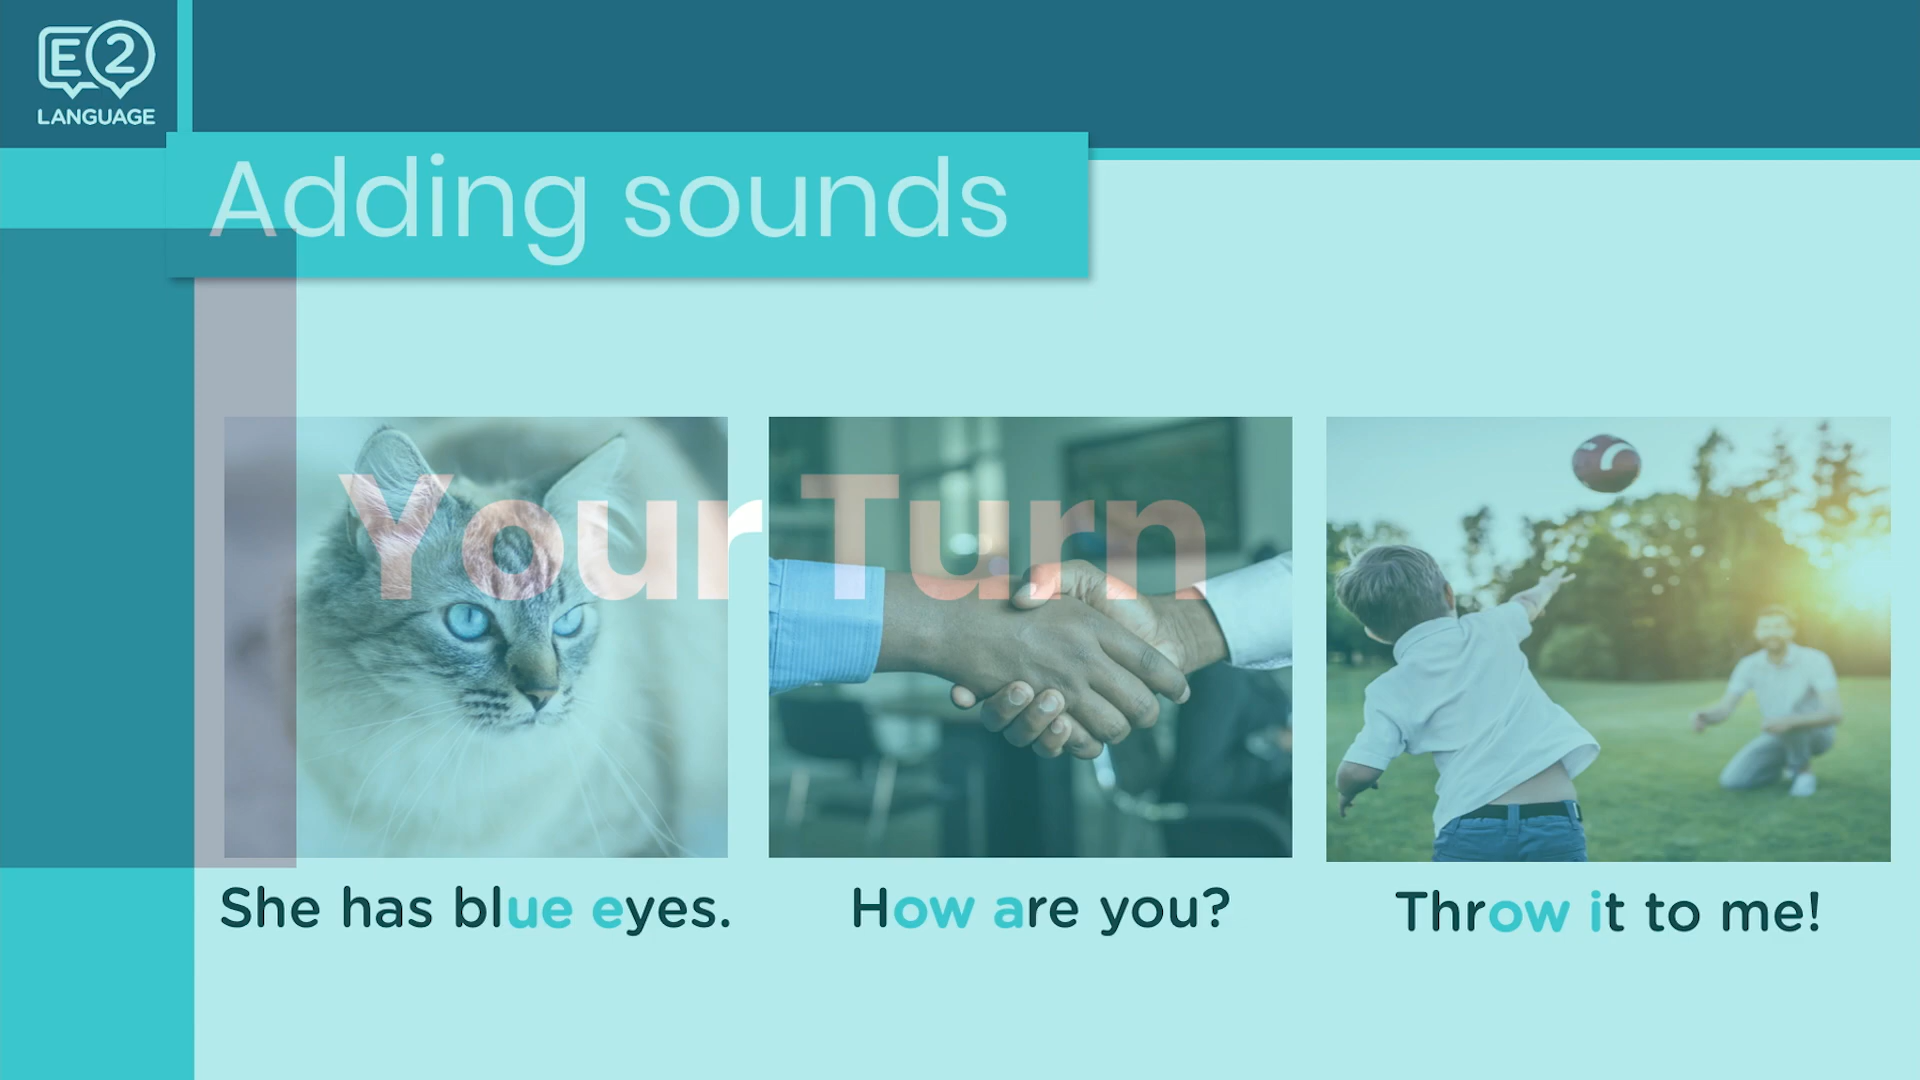 E2
LANGUAGE
Adding sounds
Your Turn
She has blue eyes.
How are you?
Throw it to me!